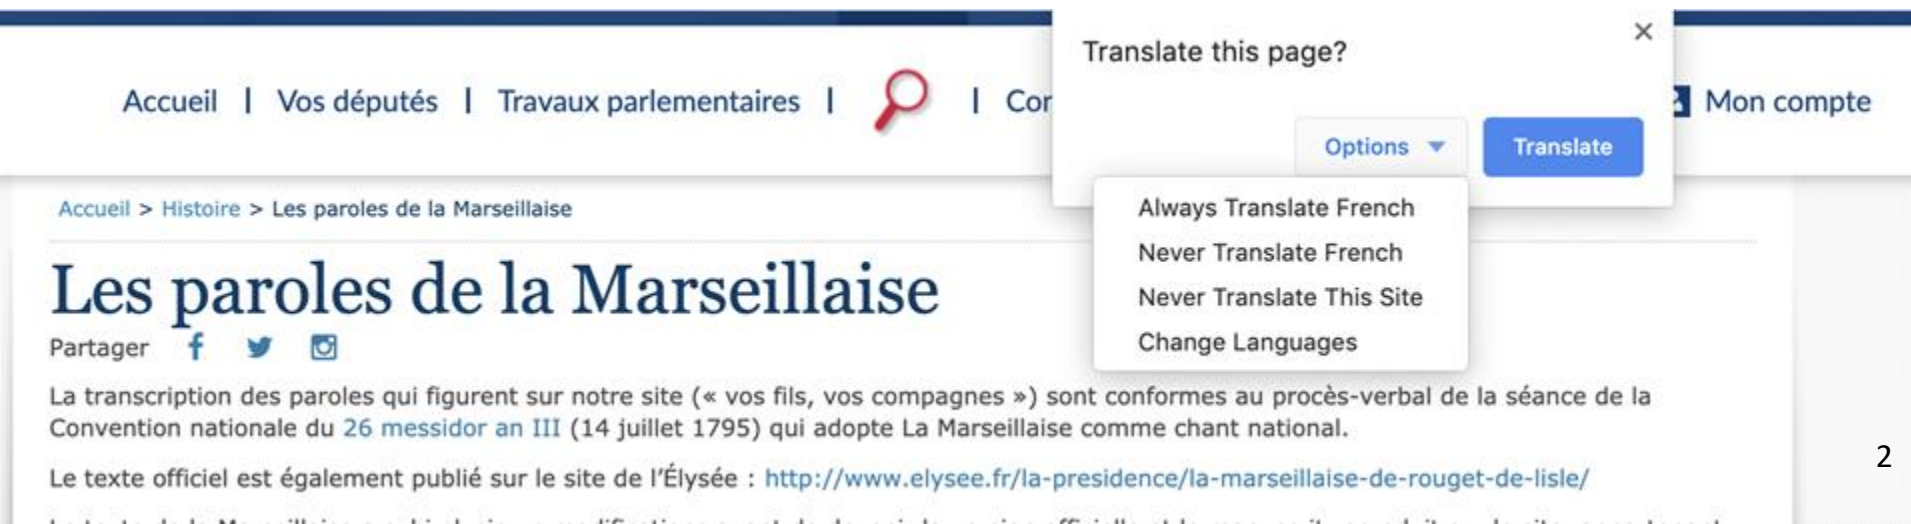 Translate this page?
×
Accueil | Vos députés | Travaux parlementaires | | Cor
Mon compte
Options Translate
Always Translate French
Never Translate French
Never Translate This Site
Change Languages
Accueil > Histoire > Les paroles de la Marseillaise
Les paroles de la Marseillaise
Partager
La transcription des paroles qui figurent sur notre site (« vos fils, vos compagnes ») sont conformes au procès-verbal de la séance de la
Convention nationale du 26 messidor an III (14 juillet 1795) qui adopte La Marseillaise comme chant national.
2
Le texte officiel est également publié sur le site de l'Élysée : http://www.elysee.fr/la-presidence/la-marseillaise-de-rouget-de-lisle/